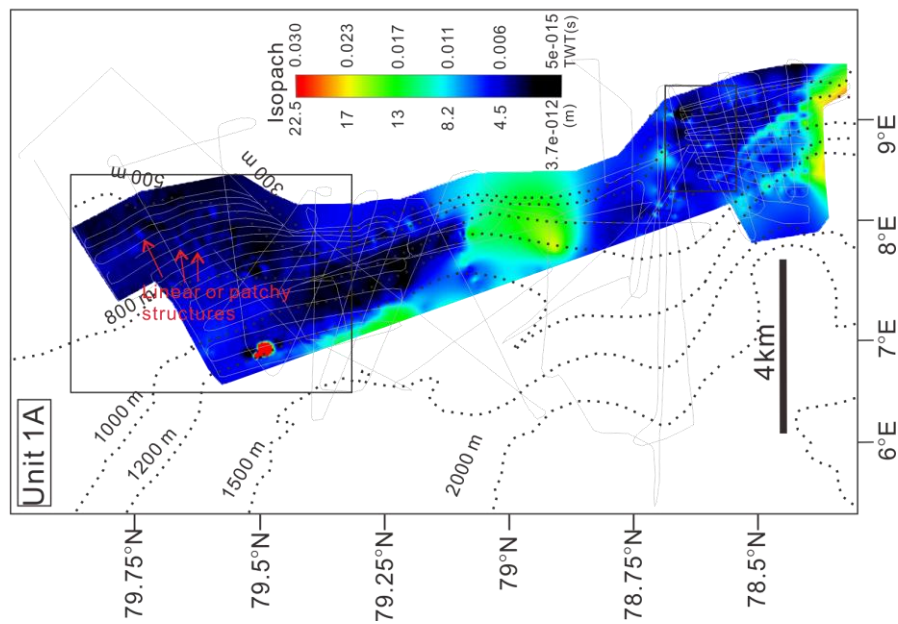 Unit 1A
Isopach
22.5 0.030
17 0.023
13 0.017
8.2 0.011
4.5 0.006
3.7e-012 5e-015
(m) TWT(s)
300 m
500 m
800 m
Linear or patchy
structures
1000 m
1200 m
1500 m
2000 m
4km
79.75°N
79.5°N
79.25°N
79°N
78.75°N
78.5°N
6°E
7°E
8°E
9°E